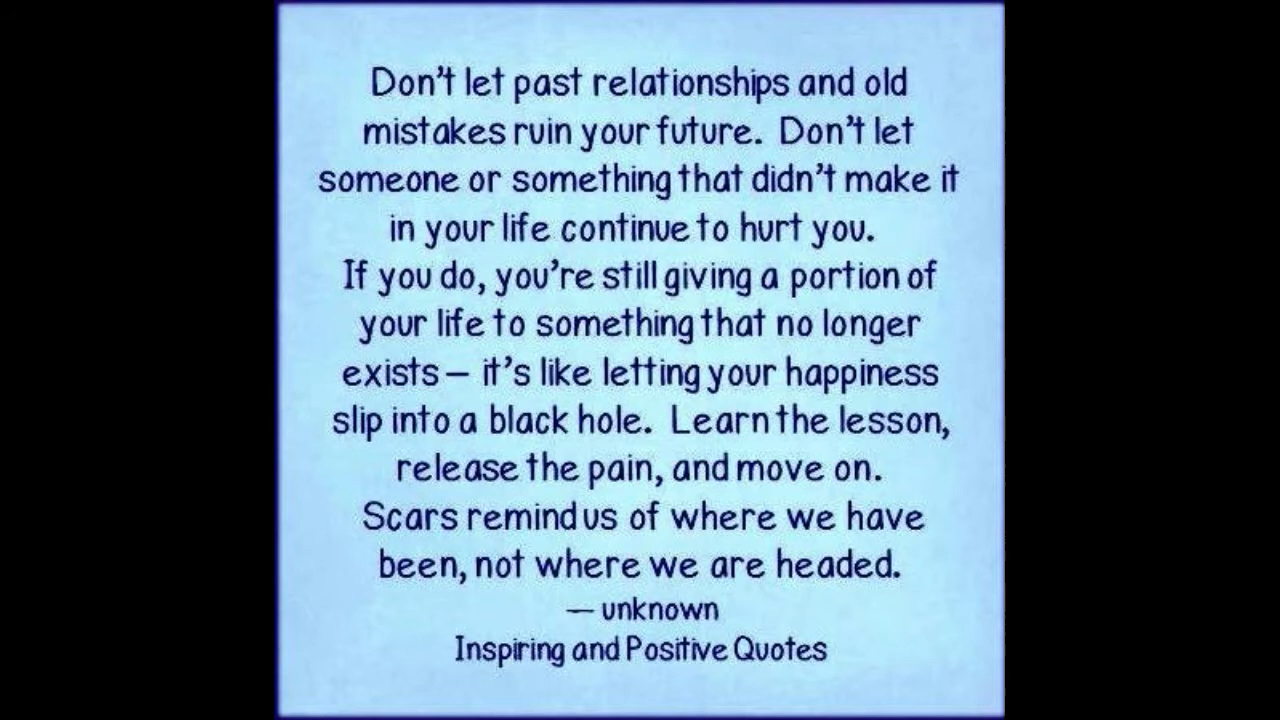 Don't let past relationships and old
mistakes ruin your future. Don't let
someone or something that didn't make it
in your life continue to hurt you.
If you do, you're still giving a portion of
your life to something that no longer
exists — it's like letting your happiness
slip into a black hole. Learn the lesson,
release the pain, and move on.
Scars remind us of where we have
been, not where we are headed.
— unknown
Inspiring and Positive Quotes